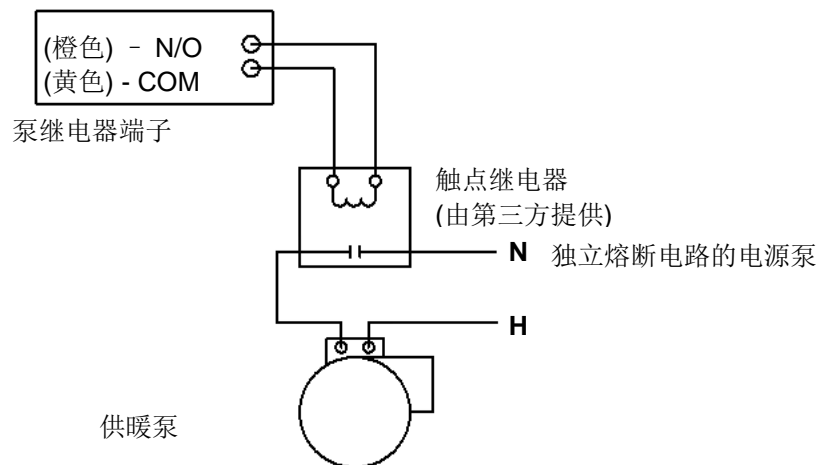 (橙色) – N/O
(黄色) - COM
泵继电器端子
触点继电器
(由第三方提供)
N 独立熔断电路的电源泵
H
供暖泵